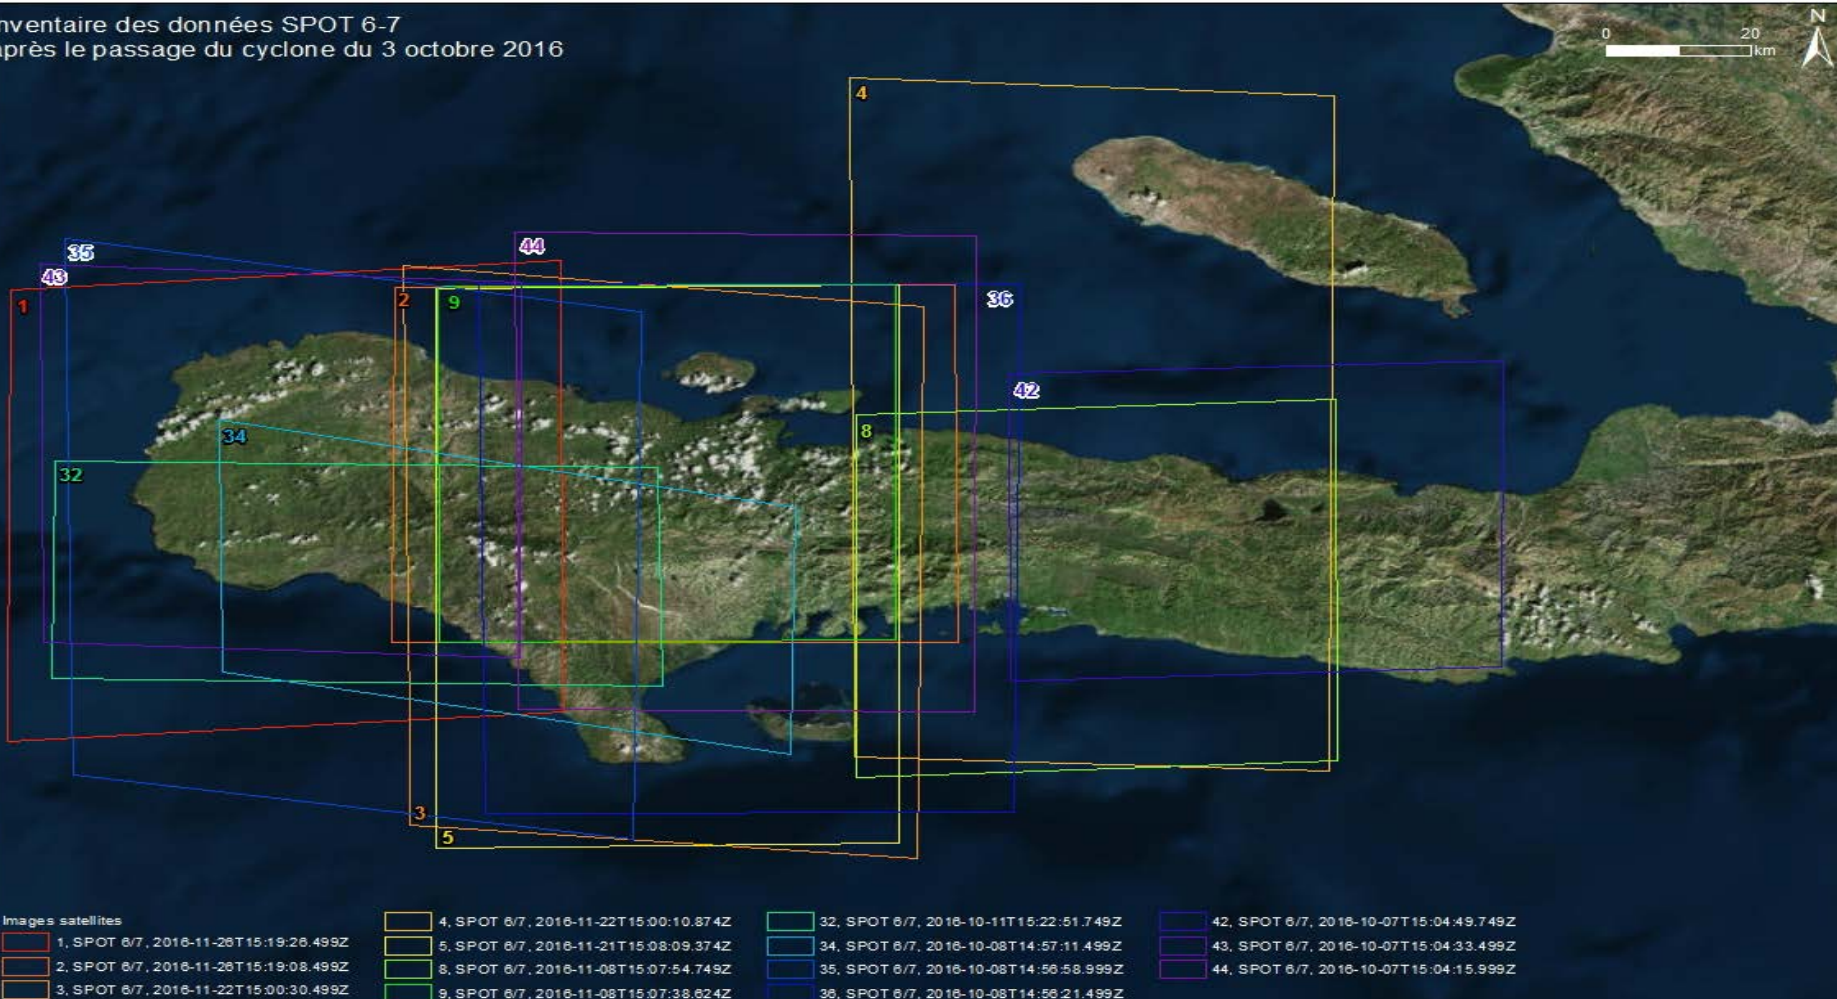 nventaire des données SPOT 6-7
après le passage du cyclone du 3 octobre 2016
N
0 20
km
4
35
44
43
1
2
9
36
42
8
34
32
3
5
Images satellites
1, SPOT 6/7, 2016-11-26T15:19:26.499Z
2, SPOT 6/7, 2016-11-26T15:19:08.499Z
3, SPOT 6/7, 2016-11-22T15:00:30.499Z
4, SPOT 6/7, 2016-11-22T15:00:10.874Z
5, SPOT 6/7, 2016-11-21T15:08:09.374Z
8, SPOT 6/7, 2016-11-08T15:07:54.749Z
9, SPOT 6/7, 2016-11-08T15:07:38.624Z
32, SPOT 6/7, 2016-10-11T15:22:51.749Z
34, SPOT 6/7, 2016-10-08T14:57:11.499Z
35, SPOT 6/7, 2016-10-08T14:56:58.999Z
36, SPOT 6/7, 2016-10-08T14:56:21.499Z
42, SPOT 6/7, 2016-10-07T15:04:49.749Z
43, SPOT 6/7, 2016-10-07T15:04:33.499Z
44, SPOT 6/7, 2016-10-07T15:04:15.999Z